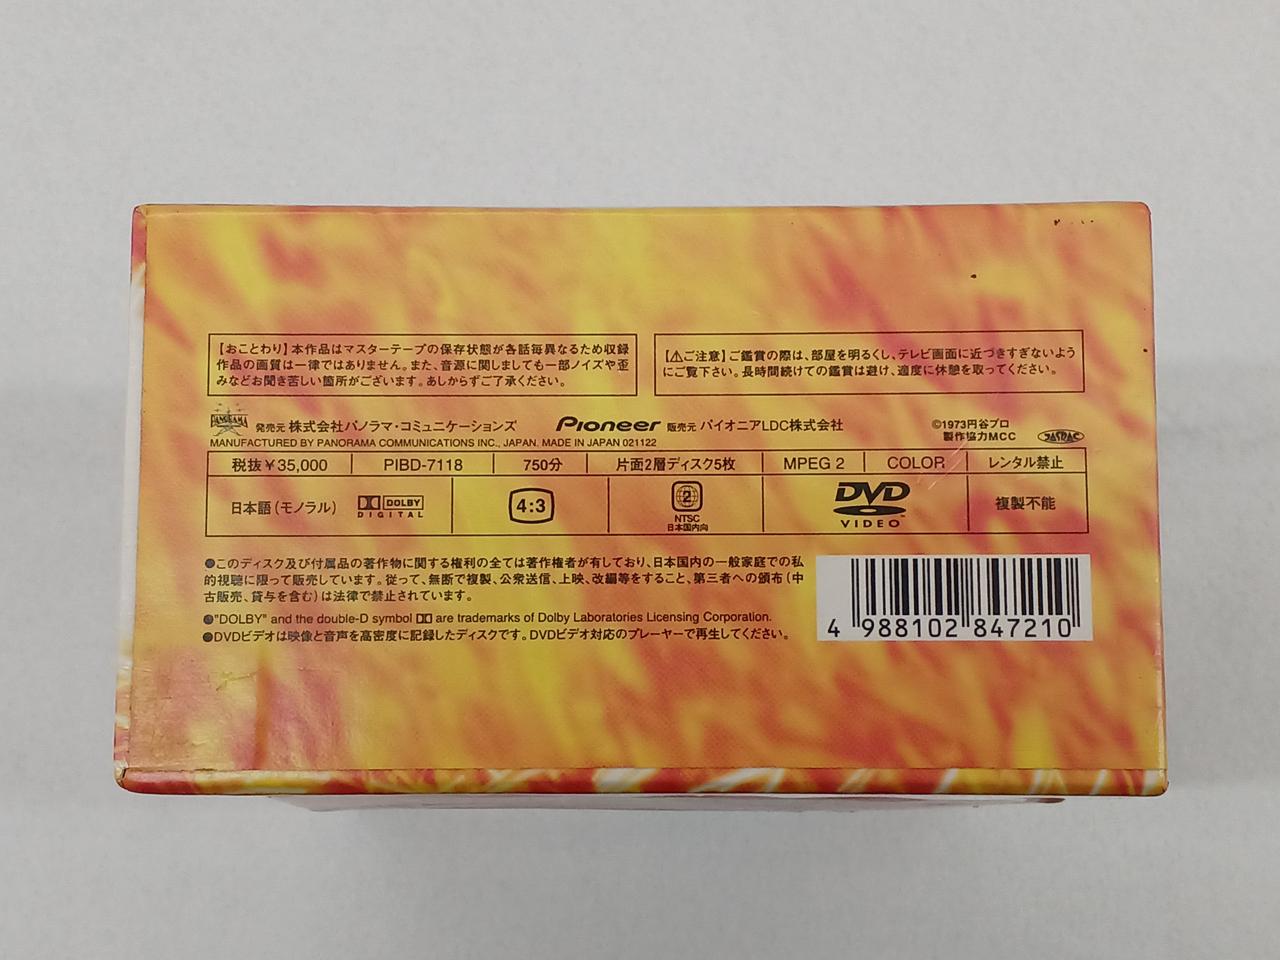 【おことわり】本作品はマスターテープの保存状態が各話毎異なるため収録
作品の画質は一律ではありません。また、音源に関しましても一部ノイズや歪
みなどお聞き苦しい箇所がございます。あしからずご了承ください。
【⚠ご注意】ご鑑賞の際は、部屋を明るくし、テレビ画面に近づきすぎないよう
にご覧下さい。長時間続けての鑑賞は避け、適度に休憩を取ってください。
PANORAMA 発売元 株式会社パノラマ・コミュニケーションズ
Pioneer 販売元 パイオニアLDC株式会社
©1973円谷プロ
製作協力MCC
JASRAC
MANUFACTURED BY PANORAMA COMMUNICATIONS INC., JAPAN. MADE IN JAPAN 021122
税抜¥35,000 PIBD-7118 750分 片面2層ディスク5枚 MPEG 2 COLOR レンタル禁止
日本語(モノラル) DOLBY DIGITAL 4:3 2 NTSC 日本国内向 DVD VIDEO 複製不能
●このディスク及び付属品の著作物に関する権利の全ては著作権者が有しており、日本国内の一般家庭での私
的視聴に限って販売しています。従って、無断で複製、公衆送信、上映、改編等をすること、第三者への頒布(中
古販売、貸与を含む)は法律で禁止されています。
●"DOLBY" and the double-D symbol are trademarks of Dolby Laboratories Licensing Corporation.
●DVDビデオは映像と音声を高密度に記録したディスクです。DVDビデオ対応のプレーヤーで再生してください。
4 988102 847210